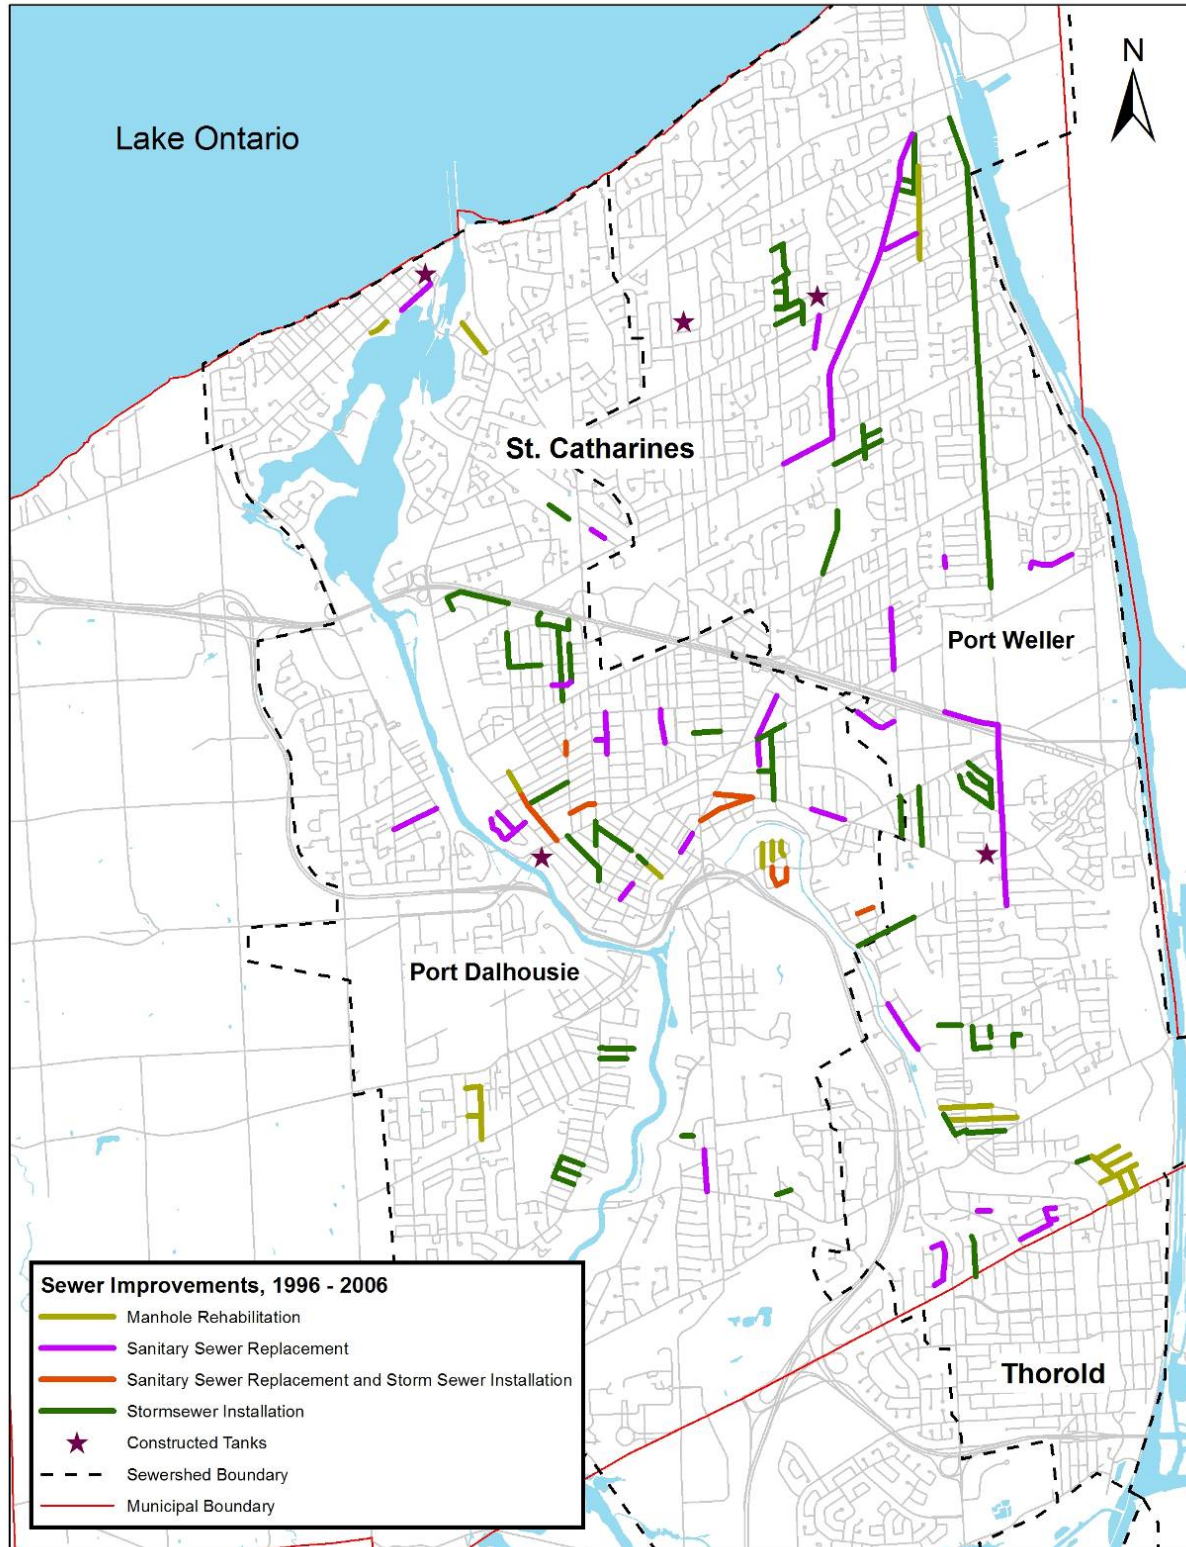 N
Lake Ontario
St. Catharines
Port Weller
Port Dalhousie
Thorold
Sewer Improvements, 1996 - 2006
Manhole Rehabilitation
Sanitary Sewer Replacement
Sanitary Sewer Replacement and Storm Sewer Installation
Stormsewer Installation
Constructed Tanks
Sewershed Boundary
Municipal Boundary